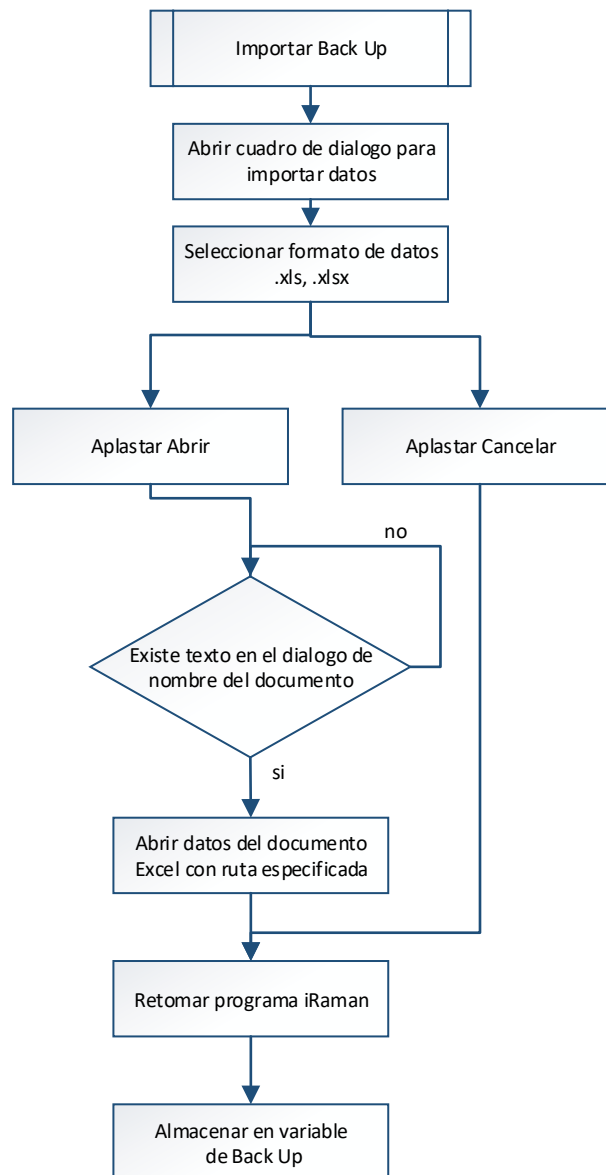 Importar Back Up
Abrir cuadro de dialogo para
importar datos
Seleccionar formato de datos
.xls, .xlsx
Aplastar Abrir
Aplastar Cancelar
no
Existe texto en el dialogo de
nombre del documento
si
Abrir datos del documento
Excel con ruta especificada
Retomar programa iRaman
Almacenar en variable
de Back Up